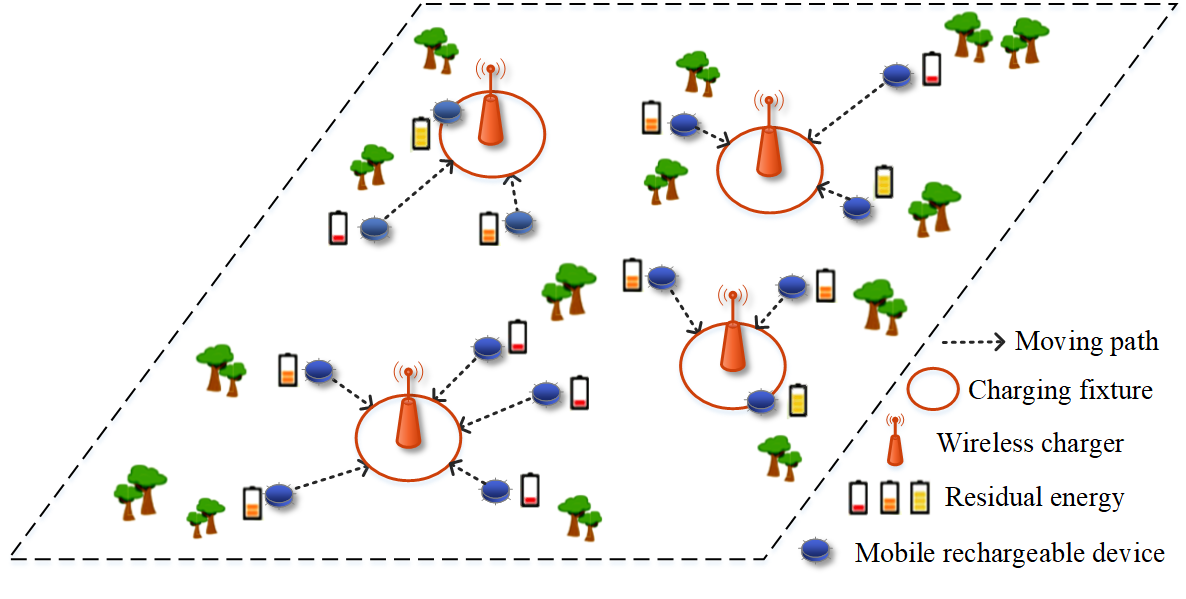 Moving path
Charging fixture
Wireless charger
Residual energy
Mobile rechargeable device